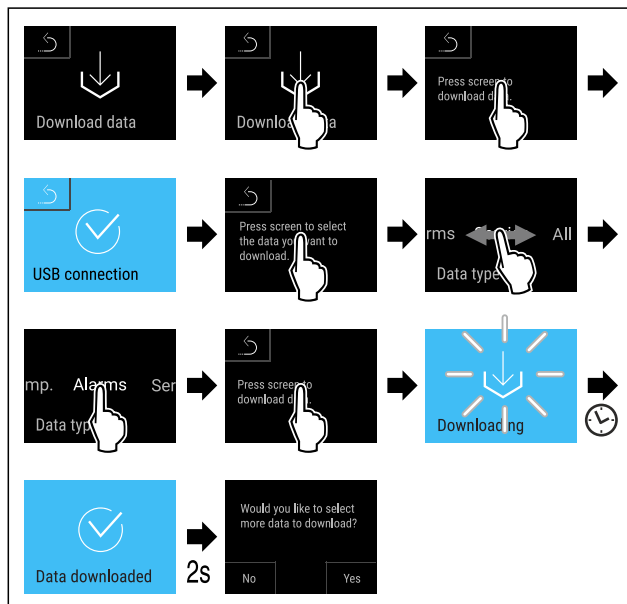 Download data
Press screen to
download
USB connection
Press screen to select
the data you want to
download.
rms
All
Data type
mp. Alarms Ser
Data
Press screen to
download
Downloading
Data downloaded
2s
Would you like to select
more data to download?
No Yes